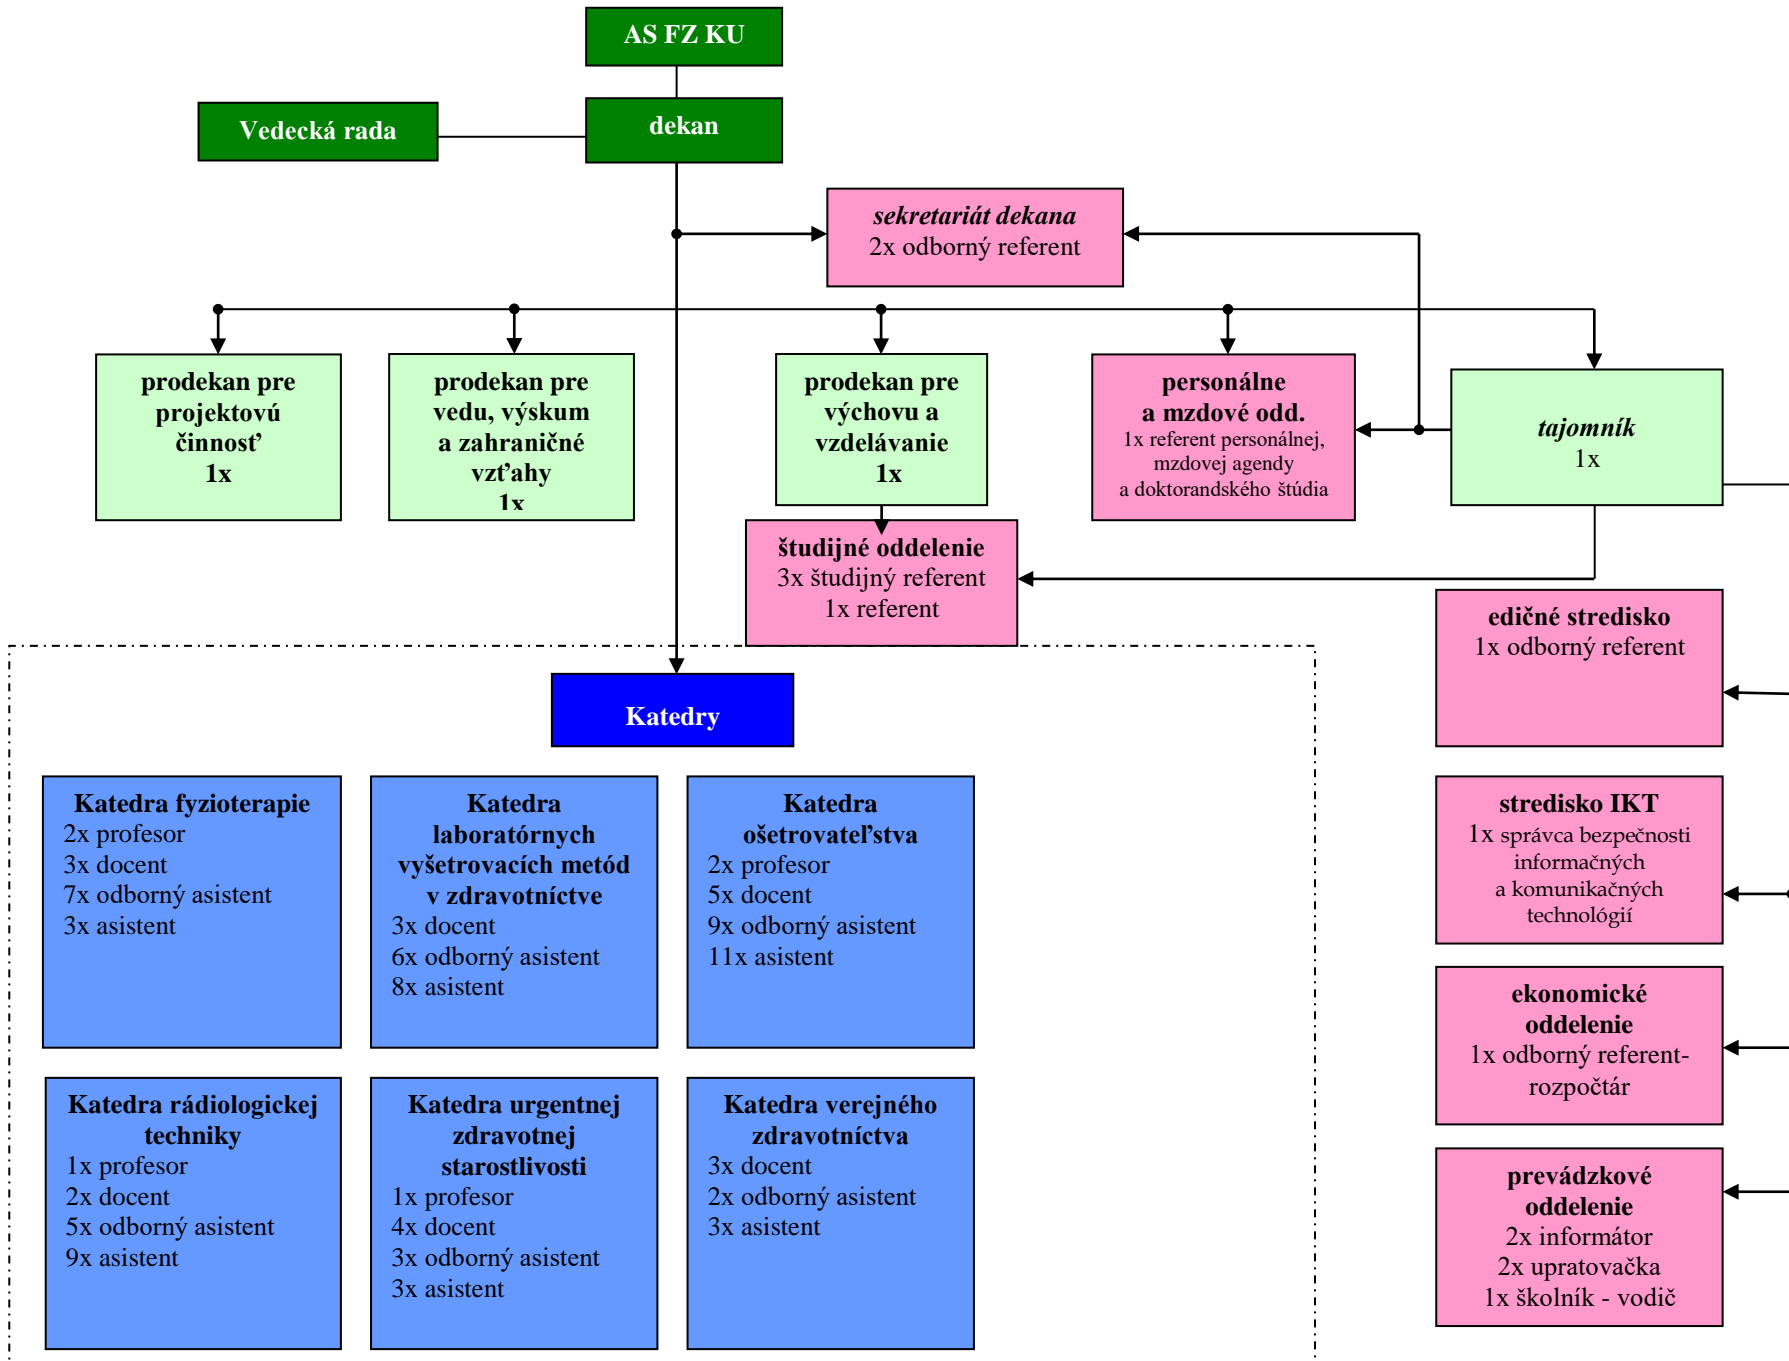 AS FZ KU
Vedecká rada
dekan
sekretariát dekana
2x odborný referent
prodekan pre
projektovú
činnosť
1x
prodekan pre
vedu, výskum
a zahraničné
vzťahy
1x
prodekan pre
výchovu a
vzdelávanie
1x
personálne
a mzdové odd.
1x referent personálnej,
mzdovej agendy
a doktorandského štúdia
tajomník
1x
študijné oddelenie
3x študijný referent
1x referent
edičné stredisko
1x odborný referent
Katedry
Katedra fyzioterapie
2x profesor
3x docent
7x odborný asistent
3x asistent
Katedra
laboratórnych
vyšetrovacích metód
v zdravotníctve
3x docent
6x odborný asistent
8x asistent
Katedra
ošetrovateľstva
2x profesor
5x docent
9x odborný asistent
11x asistent
stredisko IKT
1x správca bezpečnosti
informačných
a komunikačných
technológií
ekonomické
oddelenie
1x odborný referent-
rozpočtár
Katedra rádiologickej
techniky
1x profesor
2x docent
5x odborný asistent
9x asistent
Katedra urgentnej
zdravotnej
starostlivosti
1x profesor
4x docent
3x odborný asistent
3x asistent
Katedra verejného
zdravotníctva
3x docent
2x odborný asistent
3x asistent
prevádzkové
oddelenie
2x informátor
2x upratovačka
1x školník - vodič